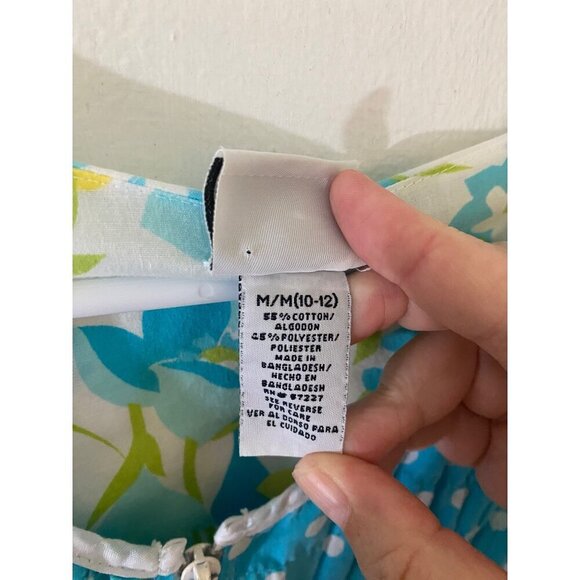 M/M(10-12)
55% COTTON/
ALGODON
45% POLYESTER/
POLIESTER
MADE IN
BANGLADESH/
HECHO EN
BANGLADESH
RN# 67227
SEE REVERSE
FOR CARE
VER AL DORSO PARA
EL CUIDADO